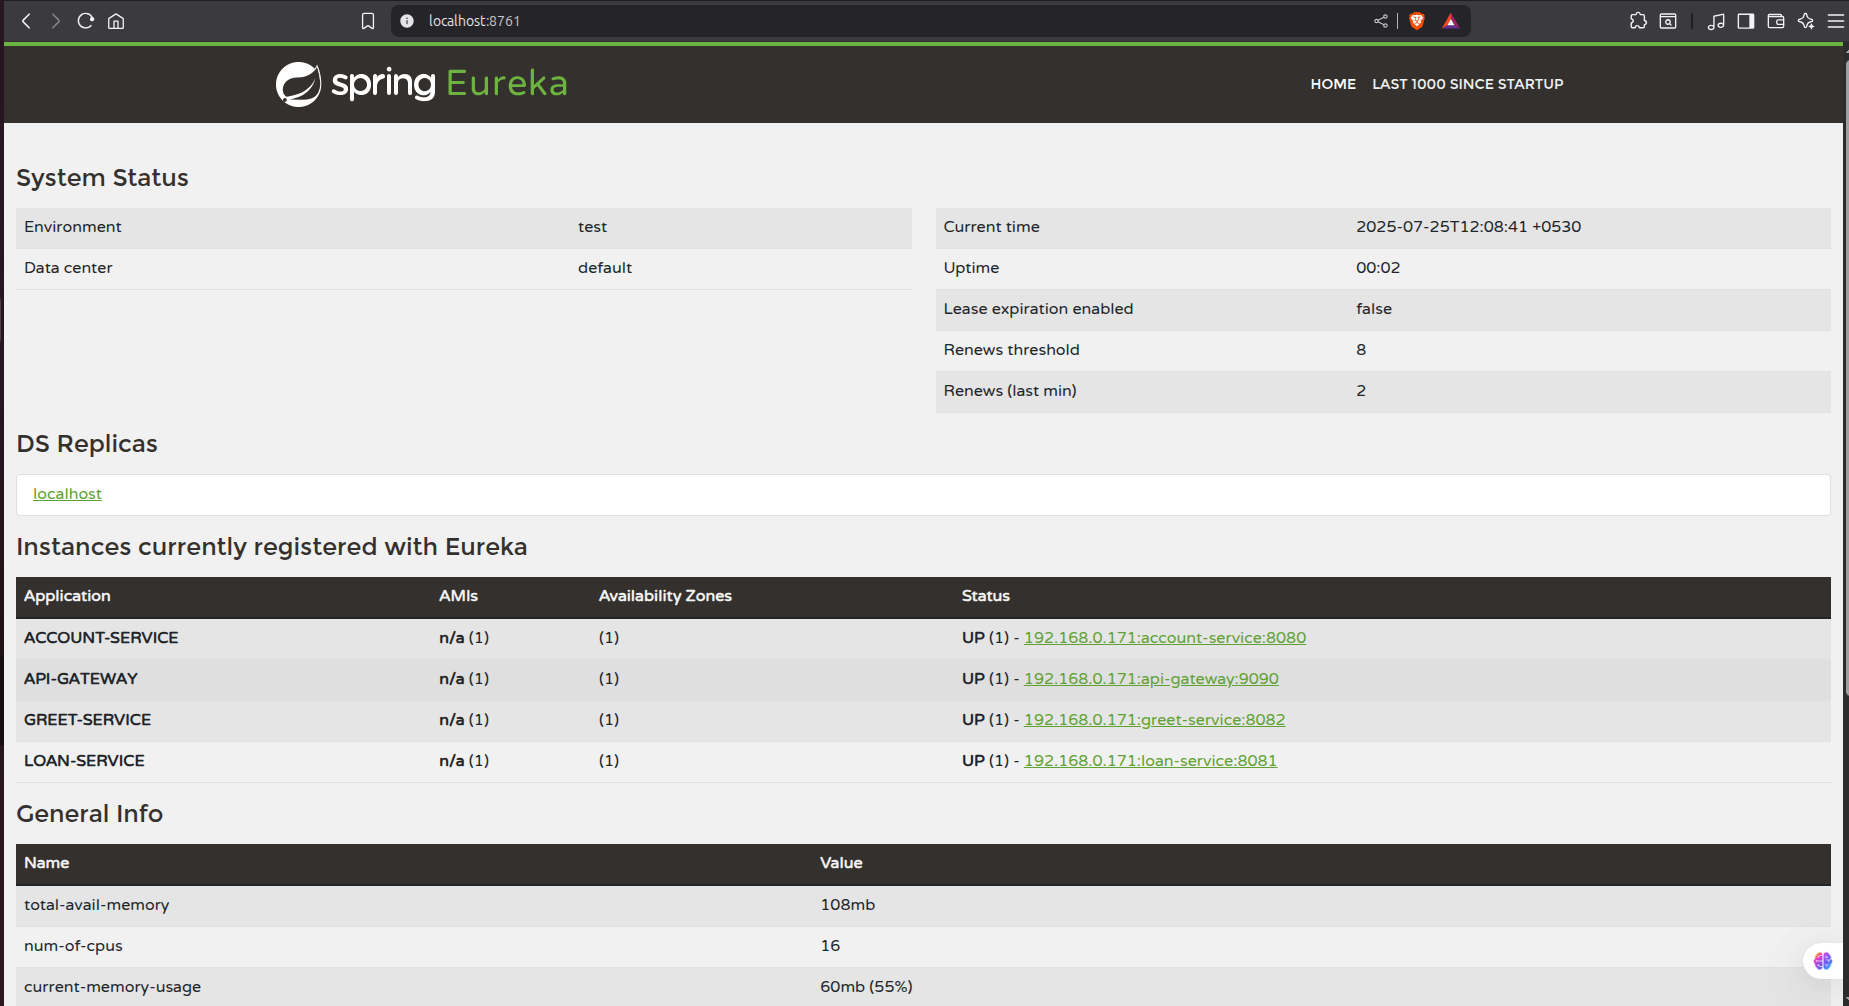 localhost:8761
spring Eureka
HOME LAST 1000 SINCE STARTUP
System Status
Environment test
Data center default
Current time 2025-07-25T12:08:41 +0530
Uptime 00:02
Lease expiration enabled false
Renews threshold 8
Renews (last min) 2
DS Replicas
localhost
Instances currently registered with Eureka
Application AMIs Availability Zones Status
ACCOUNT-SERVICE n/a (1) (1) UP (1) - 192.168.0.171:account-service:8080
API-GATEWAY n/a (1) (1) UP (1) - 192.168.0.171:api-gateway:9090
GREET-SERVICE n/a (1) (1) UP (1) - 192.168.0.171:greet-service:8082
LOAN-SERVICE n/a (1) (1) UP (1) - 192.168.0.171:loan-service:8081
General Info
Name Value
total-avail-memory 108mb
num-of-cpus 16
current-memory-usage 60mb (55%)